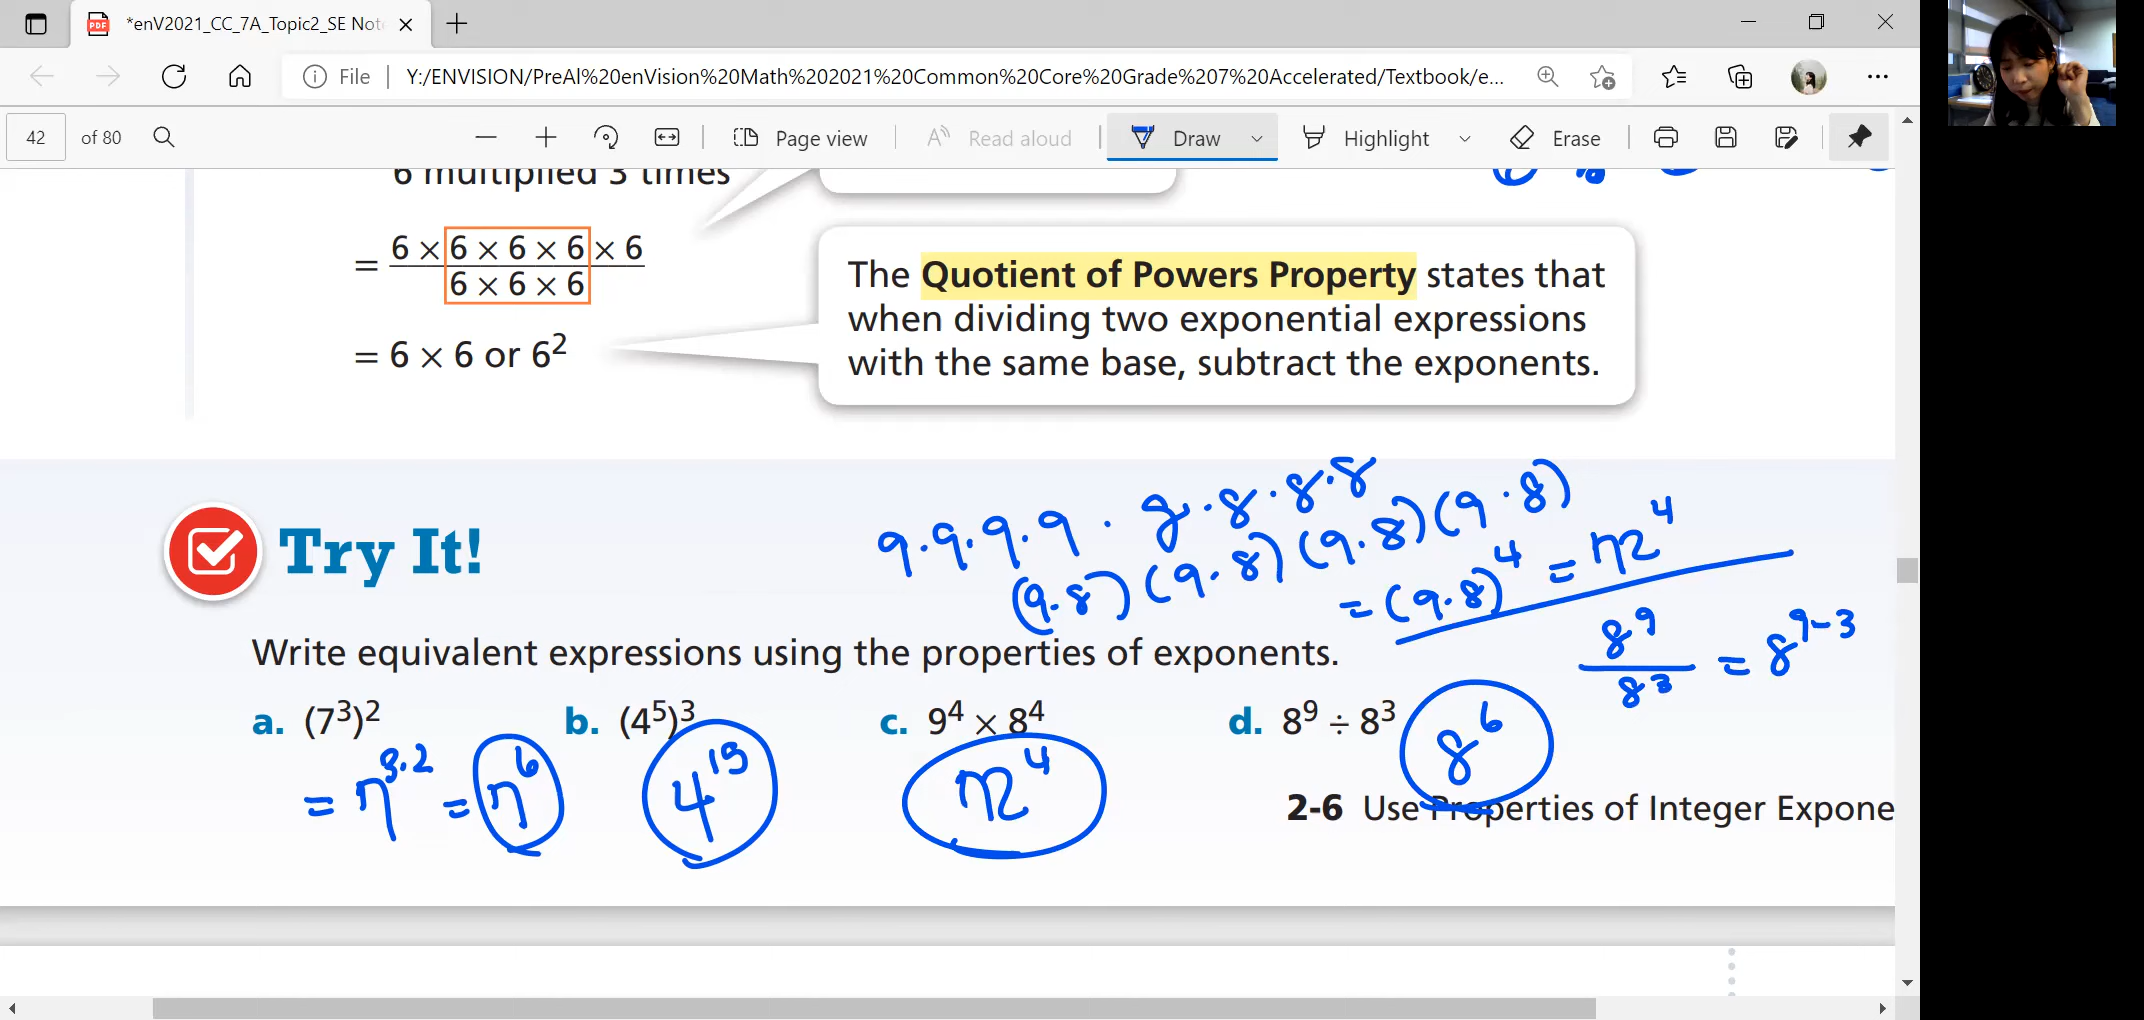 *enV2021_CC_7A_Topic2_SE Not
File
Y:/ENVISION/PreAl%20enVision%20Math%202021%20Common%20Core%20Grade%207%20Accelerated/Textbook/e...
42 of 80
Page view
Read aloud
Draw
Highlight
Erase
6 multiplied 3 times
= 6 × 6 × 6 × 6 × 6
6 × 6 × 6
= 6 × 6 or 6²
The Quotient of Powers Property states that
when dividing two exponential expressions
with the same base, subtract the exponents.
Try It!
9·9·9·9 · 8·8·8·8
(9·8)(9·8)(9·8)(9·8)
= (9·8)⁴ = 72⁴
8⁹/8³ = 8⁹⁻³
Write equivalent expressions using the properties of exponents.
a. (7³)²
= 7³·² = 7⁶
b. (4⁵)³
4¹⁵
c. 9⁴ × 8⁴
72⁴
d. 8⁹ ÷ 8³
8⁶
2-6 Use Properties of Integer Expone